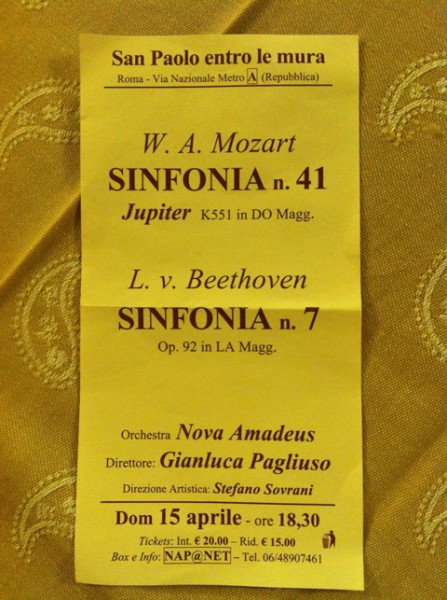 San Paolo entro le mura
Roma - Via Nazionale Metro A (Repubblica)
W. A. Mozart
SINFONIA n. 41
Jupiter K551 in DO Magg.
L. v. Beethoven
SINFONIA n. 7
Op. 92 in LA Magg.
Orchestra Nova Amadeus
Direttore: Gianluca Pagliuso
Direzione Artistica: Stefano Sovrani
Dom 15 aprile - ore 18,30
Tickets: Int. € 20.00 – Rid. € 15.00
Box e Info: NAP@NET – Tel. 06/48907461